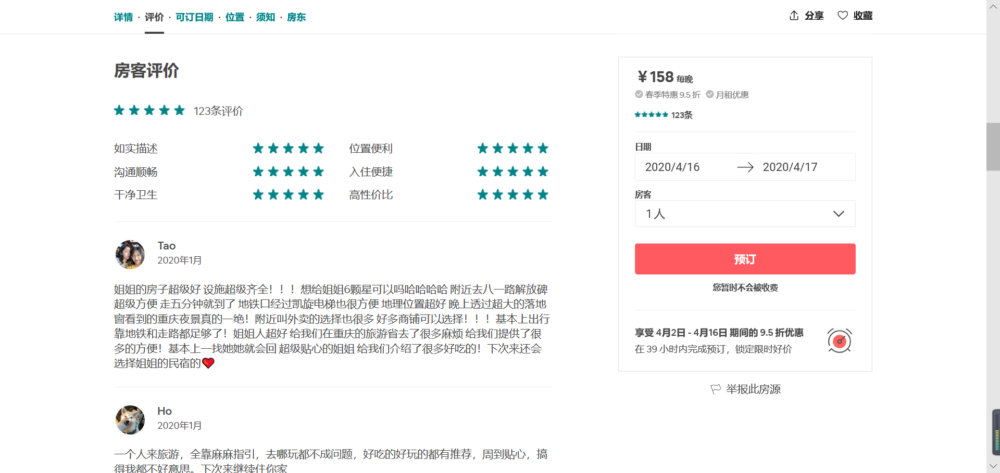 详情 · 评价 · 可订日期 · 位置 · 须知 · 房东
分享 收藏
房客评价
123条评价
如实描述 位置便利
沟通顺畅 入住便捷
干净卫生 高性价比
Tao
2020年1月
姐姐的房子超级好 设施超级齐全！！！想给姐姐6颗星可以吗哈哈哈哈 附近去八一路解放碑
超级方便 走五分钟就到了 地铁口经过凯旋电梯也很方便 地理位置超好 晚上透过超大的落地
窗看到的重庆夜景真的一绝！附近叫外卖的选择也很多 好多商铺可以选择！！！基本上出行
靠地铁和走路都足够了！姐姐人超好 给我们在重庆的旅游省去了很多麻烦 给我们提供了很
多的方便！基本上一找她她就会回 超级贴心的姐姐 给我们介绍了很多好吃的！下次来还会
选择姐姐的民宿的❤
Ho
2020年1月
一个人来旅游，全靠麻麻指引，去哪玩都不成问题，好吃的好玩的都有推荐，周到贴心，搞
得我都不好意思。下次来继续住你家
¥158 每晚
春季特惠 9.5 折 月租优惠
123条
日期
2020/4/16 → 2020/4/17
房客
1 人
预订
您暂时不会被收费
享受 4月2日 - 4月16日 期间的 9.5 折优惠
在 39 小时内完成预订，锁定限时好价
举报此房源